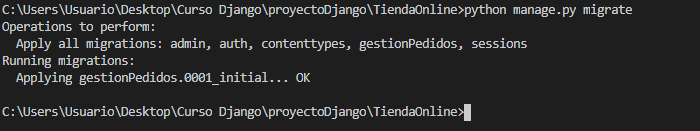 C:\Users\Usuario\Desktop\Curso Django\proyectoDjango\TiendaOnline>python manage.py migrate
Operations to perform:
  Apply all migrations: admin, auth, contenttypes, gestionPedidos, sessions
Running migrations:
  Applying gestionPedidos.0001_initial... OK
C:\Users\Usuario\Desktop\Curso Django\proyectoDjango\TiendaOnline>